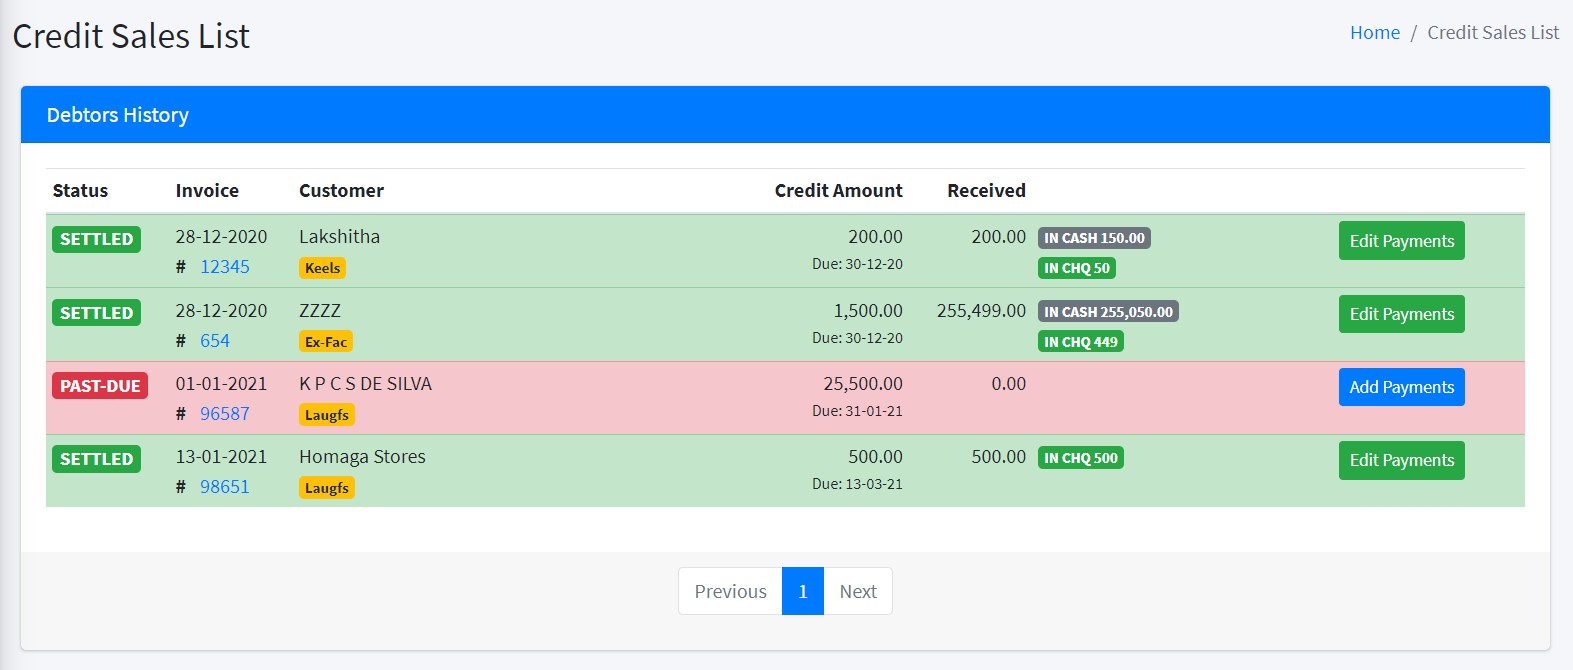 Credit Sales List
Home / Credit Sales List
Debtors History
Status Invoice Customer Credit Amount Received
SETTLED 28-12-2020 Lakshitha 200.00 200.00 IN CASH 150.00 Edit Payments
# 12345 Keels Due: 30-12-20 IN CHQ 50
SETTLED 28-12-2020 ZZZZ 1,500.00 255,499.00 IN CASH 255,050.00 Edit Payments
# 654 Ex-Fac Due: 30-12-20 IN CHQ 449
PAST-DUE 01-01-2021 K P C S DE SILVA 25,500.00 0.00 Add Payments
# 96587 Laugfs Due: 31-01-21
SETTLED 13-01-2021 Homaga Stores 500.00 500.00 IN CHQ 500 Edit Payments
# 98651 Laugfs Due: 13-03-21
Previous 1 Next